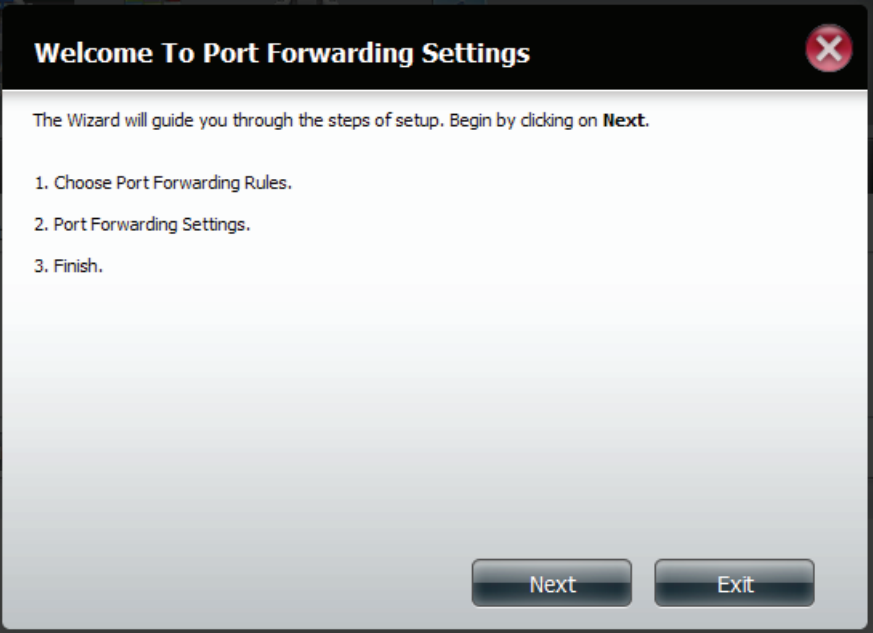 Welcome To Port Forwarding Settings
The Wizard will guide you through the steps of setup. Begin by clicking on Next.
1. Choose Port Forwarding Rules.
2. Port Forwarding Settings.
3. Finish.
Next Exit